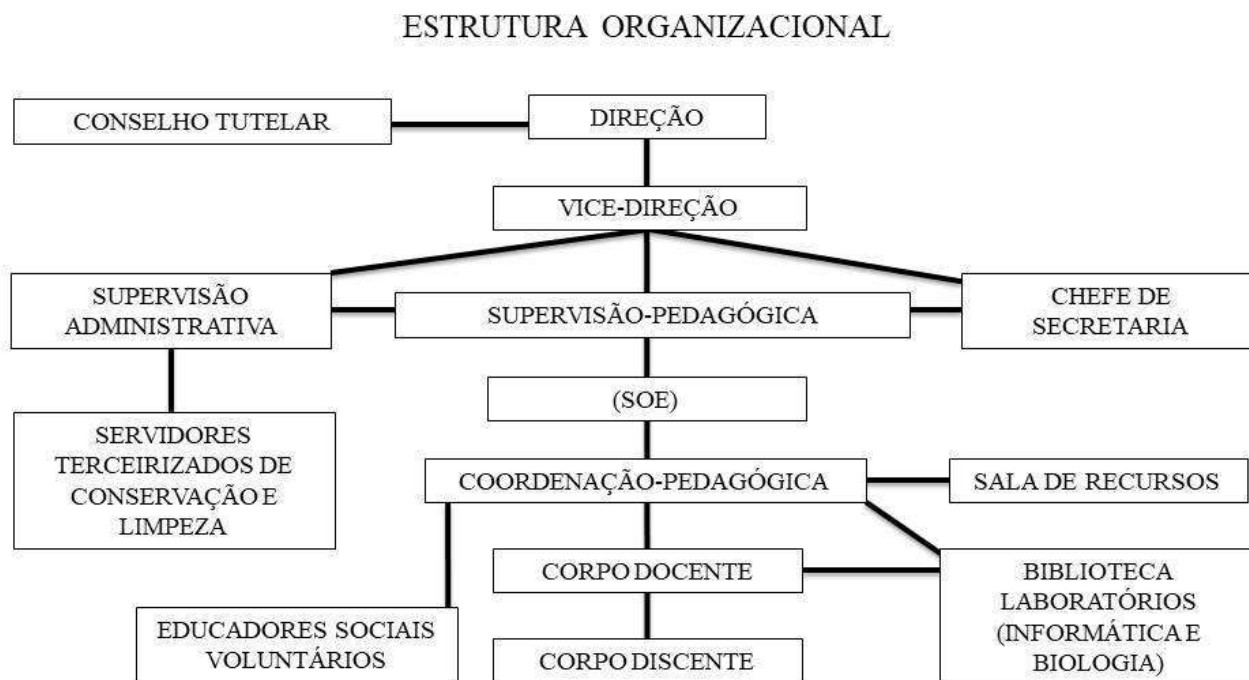 ESTRUTURA ORGANIZACIONAL
CONSELHO TUTELAR
DIREÇÃO
VICE-DIREÇÃO
SUPERVISÃO
ADMINISTRATIVA
SUPERVISÃO-PEDAGÓGICA
CHEFE DE
SECRETARIA
(SOE)
SERVIDORES
TERCEIRIZADOS DE
CONSERVAÇÃO E
LIMPEZA
COORDENAÇÃO-PEDAGÓGICA
SALA DE RECURSOS
CORPO DOCENTE
BIBLIOTECA
LABORATÓRIOS
(INFORMÁTICA E
BIOLOGIA)
EDUCADORES SOCIAIS
VOLUNTÁRIOS
CORPO DISCENTE